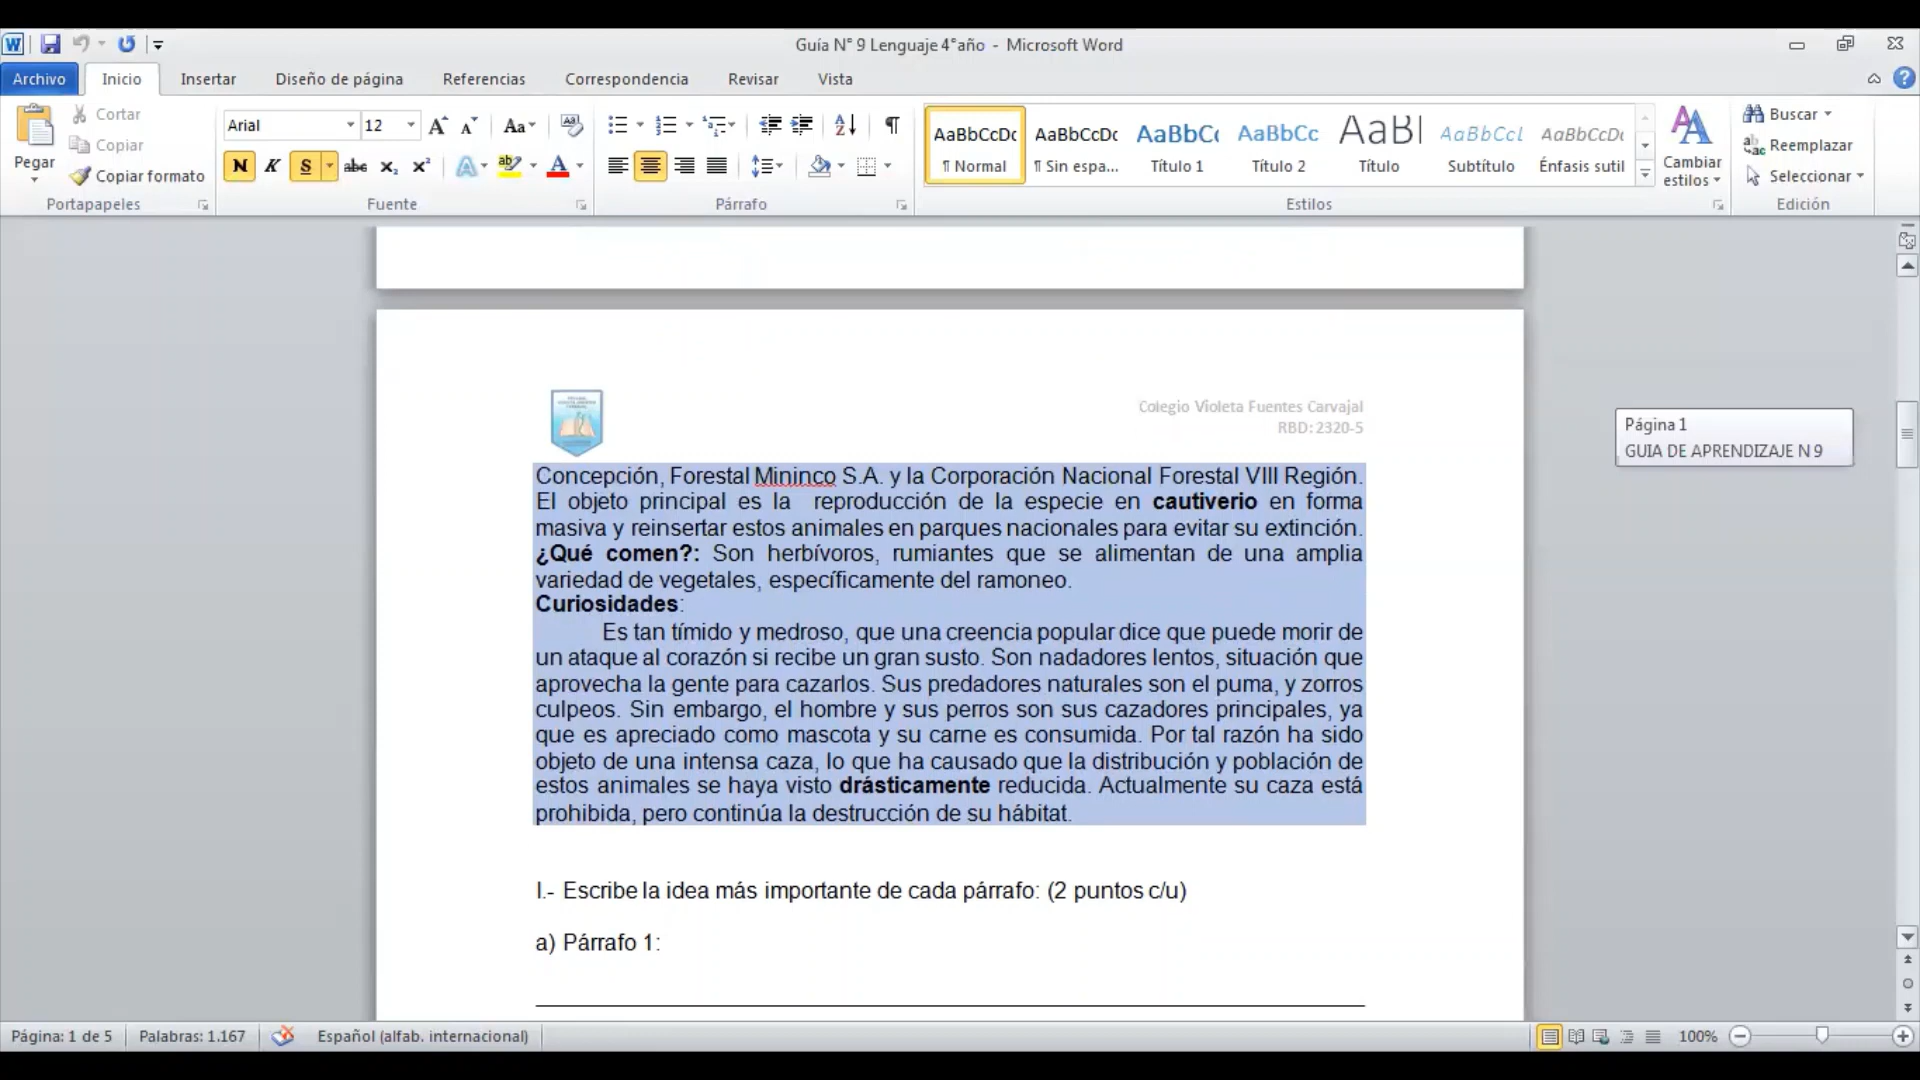 Guía N° 9 Lenguaje 4°año - Microsoft Word
Archivo Inicio Insertar Diseño de página Referencias Correspondencia Revisar Vista
Pegar
Cortar
Copiar
Copiar formato
Portapapeles
Arial 12
Fuente
Párrafo
AaBbCcDc AaBbCcDc AaBbC AaBbCc AaBl AaBbCcL AaBbCcDc
¶ Normal ¶ Sin espa... Título 1 Título 2 Título Subtítulo Énfasis sutil
Estilos
Cambiar
estilos
Buscar
Reemplazar
Seleccionar
Edición
Colegio Violeta Fuentes Carvajal
RBD: 2320-5
Página 1
GUIA DE APRENDIZAJE N 9
Concepción, Forestal Mininco S.A. y la Corporación Nacional Forestal VIII Región.
El objeto principal es la reproducción de la especie en cautiverio en forma
masiva y reinsertar estos animales en parques nacionales para evitar su extinción.
¿Qué comen?: Son herbívoros, rumiantes que se alimentan de una amplia
variedad de vegetales, específicamente del ramoneo.
Curiosidades:
Es tan tímido y medroso, que una creencia popular dice que puede morir de
un ataque al corazón si recibe un gran susto. Son nadadores lentos, situación que
aprovecha la gente para cazarlos. Sus predadores naturales son el puma, y zorros
culpeos. Sin embargo, el hombre y sus perros son sus cazadores principales, ya
que es apreciado como mascota y su carne es consumida. Por tal razón ha sido
objeto de una intensa caza, lo que ha causado que la distribución y población de
estos animales se haya visto drásticamente reducida. Actualmente su caza está
prohibida, pero continúa la destrucción de su hábitat.
I.- Escribe la idea más importante de cada párrafo: (2 puntos c/u)
a) Párrafo 1:
Página: 1 de 5 Palabras: 1.167 Español (alfab. internacional) 100%